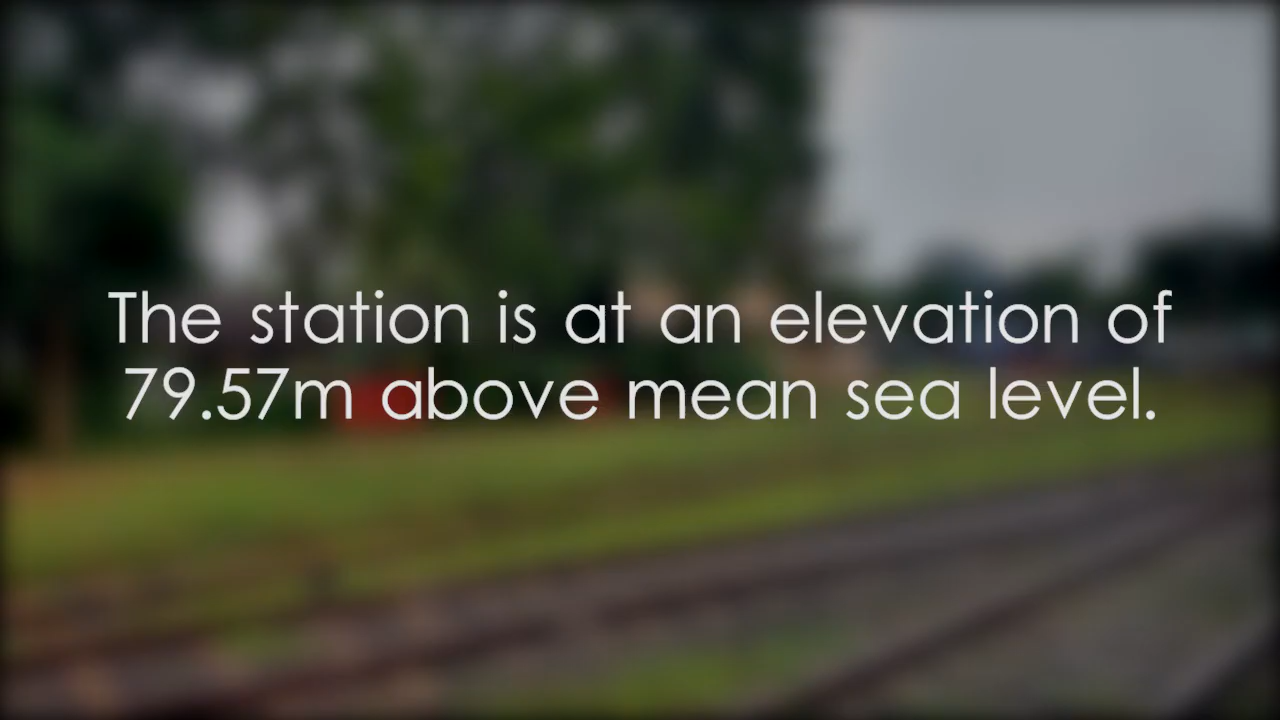 The station is at an elevation of
79.57m above mean sea level.